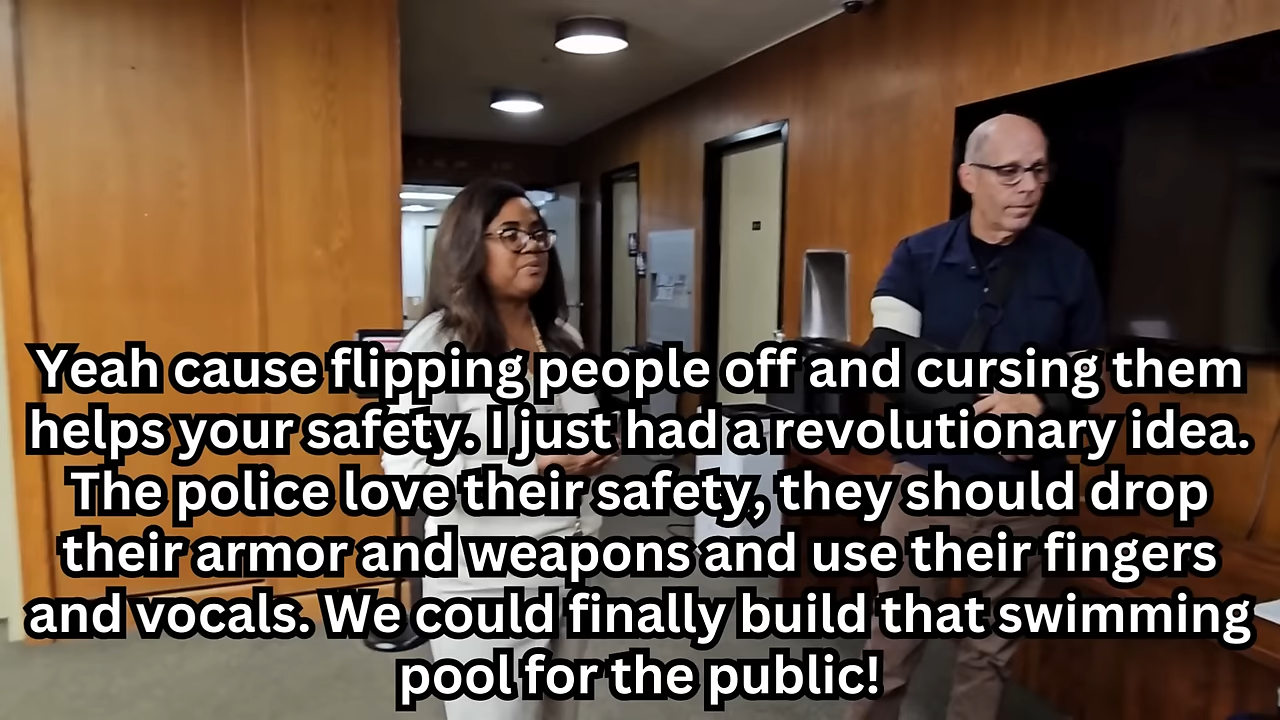 Yeah cause flipping people off and cursing them
helps your safety. I just had a revolutionary idea.
The police love their safety, they should drop
their armor and weapons and use their fingers
and vocals. We could finally build that swimming
pool for the public!